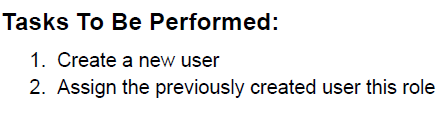 Tasks To Be Performed:
1. Create a new user
2. Assign the previously created user this role